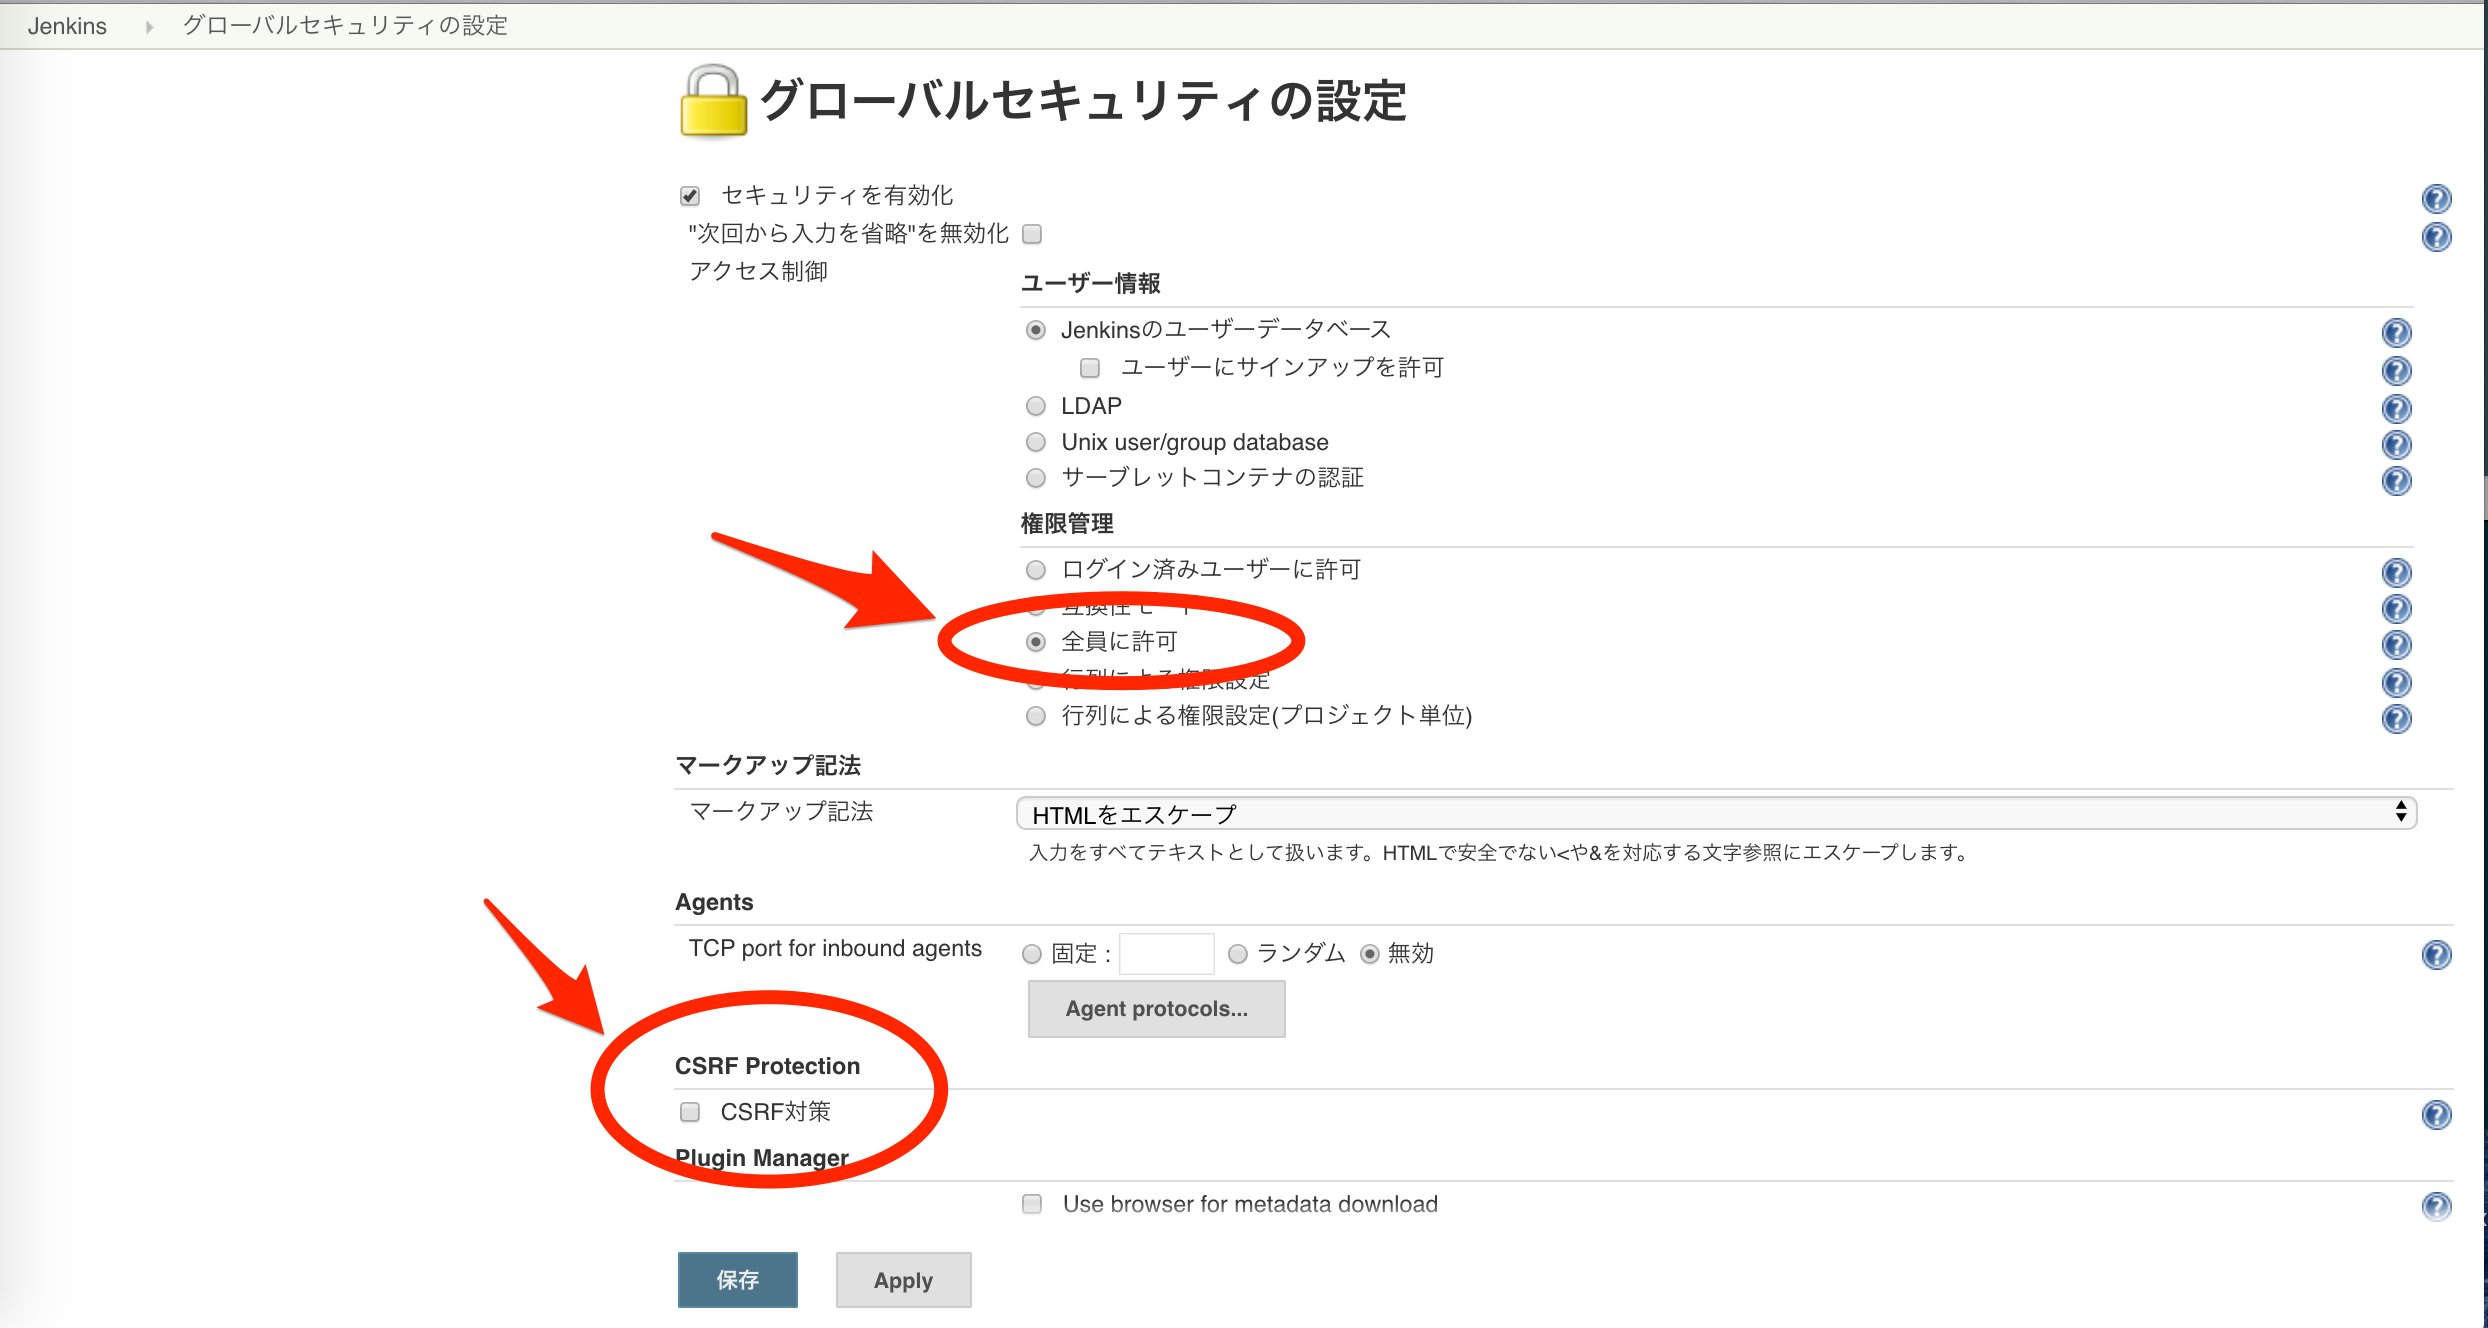 Jenkins グローバルセキュリティの設定
グローバルセキュリティの設定
セキュリティを有効化
"次回から入力を省略"を無効化
アクセス制御
ユーザー情報
Jenkinsのユーザーデータベース
ユーザーにサインアップを許可
LDAP
Unix user/group database
サーブレットコンテナの認証
権限管理
ログイン済みユーザーに許可
互換性モード
全員に許可
行列による権限設定
行列による権限設定(プロジェクト単位)
マークアップ記法
マークアップ記法 HTMLをエスケープ
入力をすべてテキストとして扱います。HTMLで安全でない<や&を対応する文字参照にエスケープします。
Agents
TCP port for inbound agents 固定 : ランダム 無効
Agent protocols...
CSRF Protection
CSRF対策
Plugin Manager
Use browser for metadata download
保存 Apply